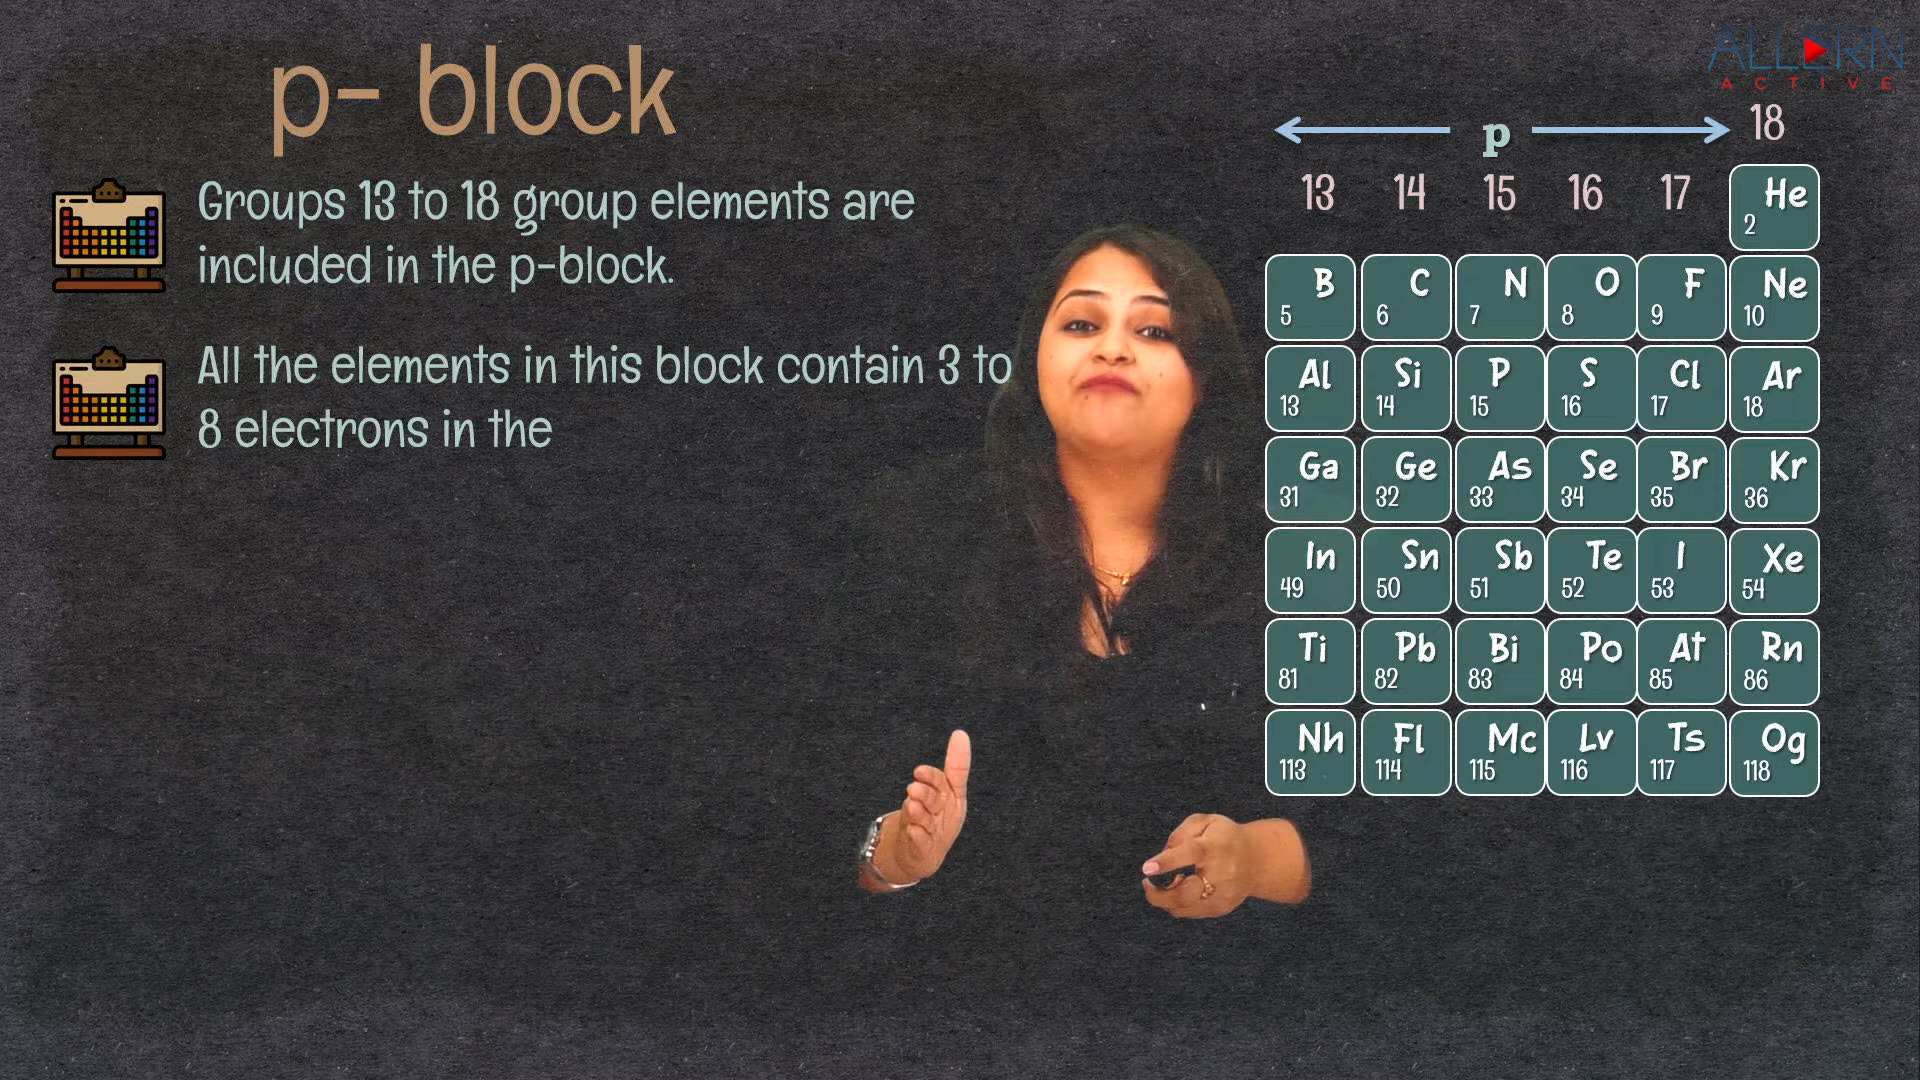 p- block
Groups 13 to 18 group elements are
included in the p-block.
All the elements in this block contain 3 to
8 electrons in the
ALLERN
ACTIVE
p
18
13 14 15 16 17
He
2
B C N O F Ne
5 6 7 8 9 10
Al Si P S Cl Ar
13 14 15 16 17 18
Ga Ge As Se Br Kr
31 32 33 34 35 36
In Sn Sb Te I Xe
49 50 51 52 53 54
Ti Pb Bi Po At Rn
81 82 83 84 85 86
Nh Fl Mc Lv Ts Og
113 114 115 116 117 118